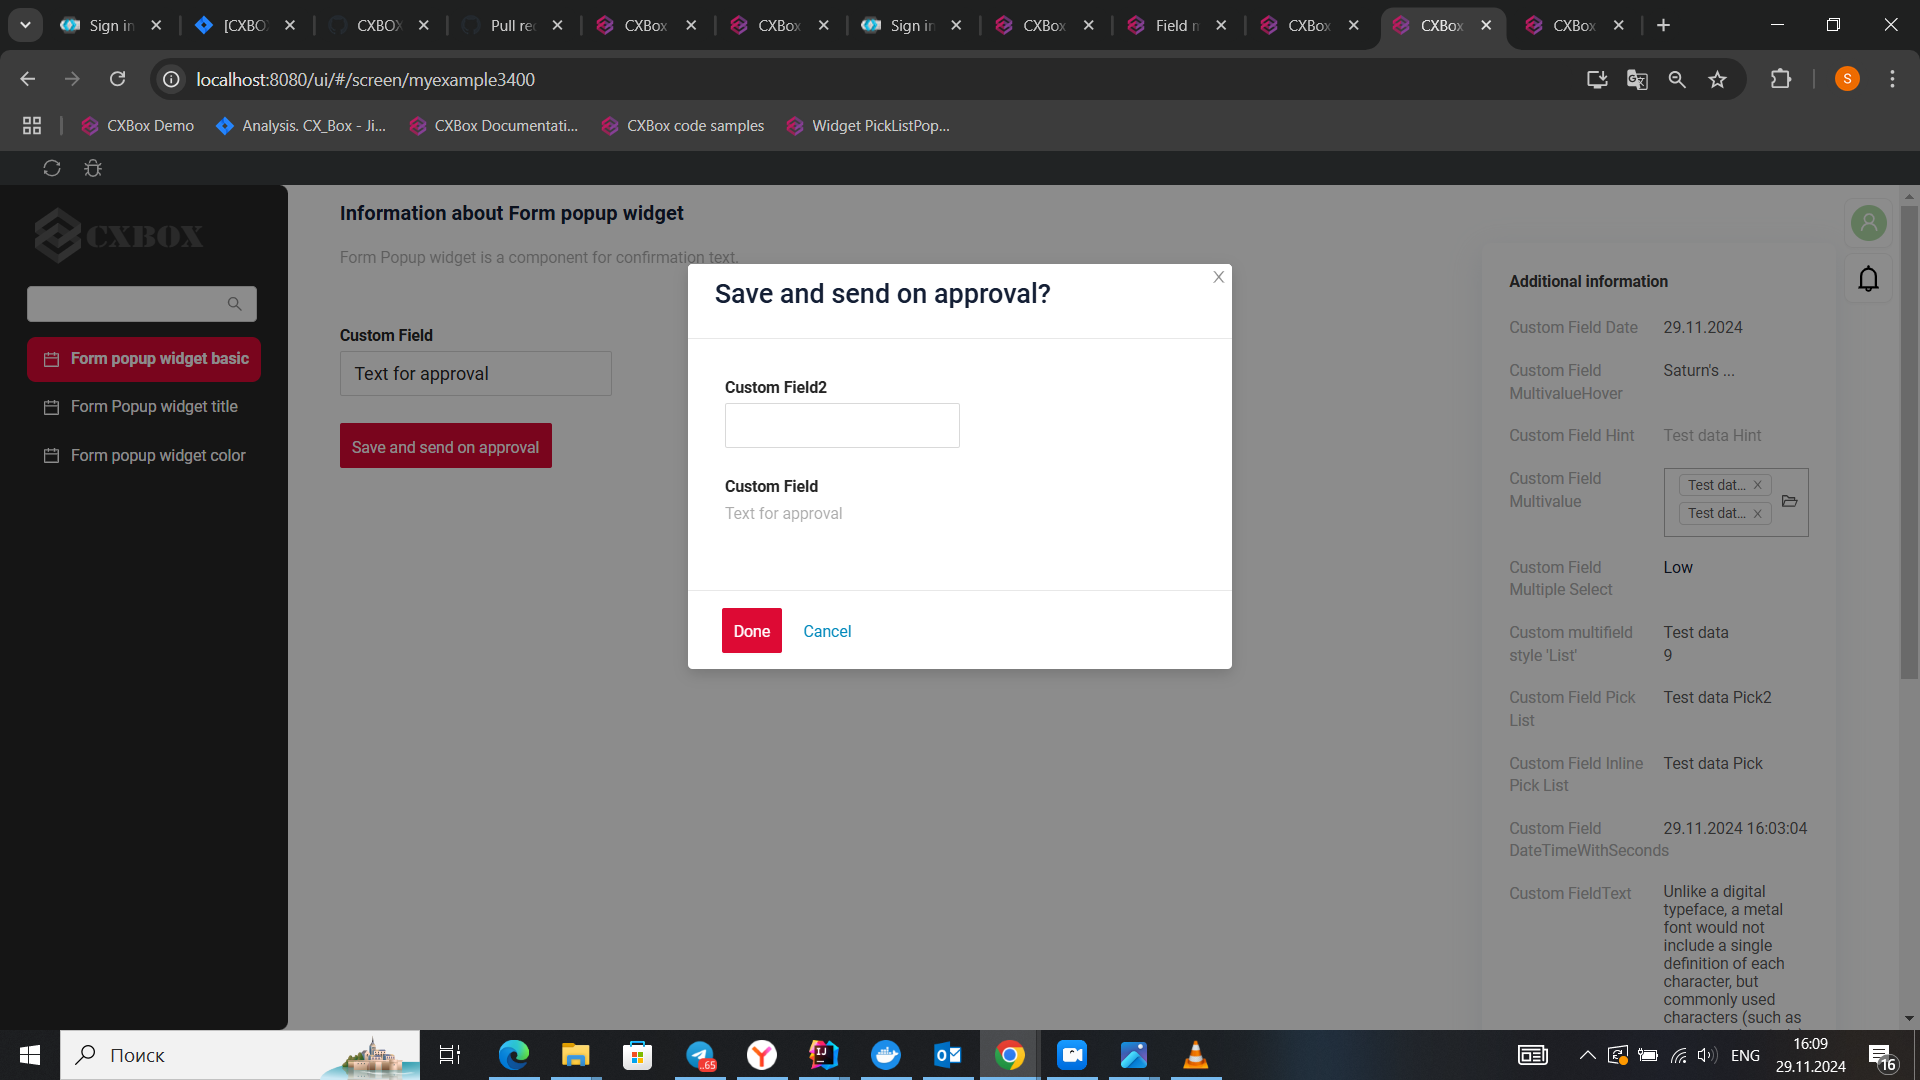 Sign in
[CXBO
CXBOX
Pull re
CXBox
CXBox
Sign in
CXBox
Field m
CXBox
CXBox
CXBox
localhost:8080/ui/#/screen/myexample3400
S
CXBox Demo
Analysis. CX_Box - Ji...
CXBox Documentati...
CXBox code samples
Widget PickListPop...
CXBOX
Form popup widget basic
Form Popup widget title
Form popup widget color
Information about Form popup widget
Form Popup widget is a component for confirmation text.
Custom Field
Text for approval
Save and send on approval
Save and send on approval?
Custom Field2
Custom Field
Text for approval
Done Cancel
Additional information
Custom Field Date 29.11.2024
Custom Field Saturn's ...
MultivalueHover
Custom Field Hint Test data Hint
Custom Field Test dat...
Multivalue Test dat...
Custom Field Low
Multiple Select
Custom multifield Test data
style 'List' 9
Custom Field Pick Test data Pick2
List
Custom Field Inline Test data Pick
Pick List
Custom Field 29.11.2024 16:03:04
DateTimeWithSeconds
Custom FieldText Unlike a digital
typeface, a metal
font would not
include a single
definition of each
character, but
commonly used
characters (such as
Поиск
65
ENG
16:09
29.11.2024
16